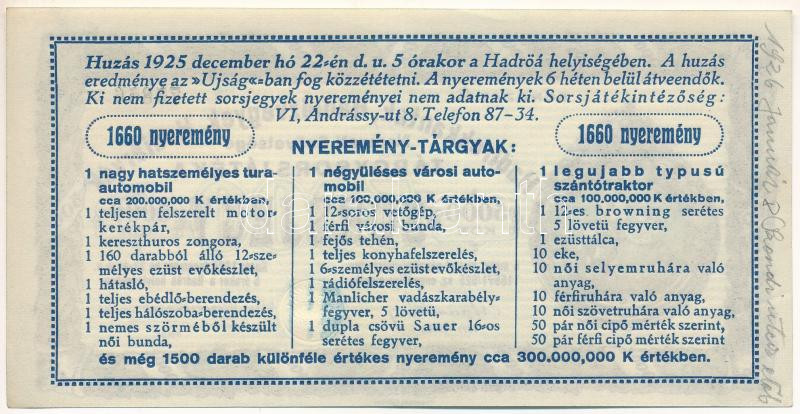 Huzás 1925 december hó 22-én d. u. 5 órakor a Hadröá helyiségében. A huzás
eredménye az »Ujság«-ban fog közzététetni. A nyeremények 6 héten belül átveendők.
Ki nem fizetett sorsjegyek nyereményei nem adatnak ki. Sorsjátékintézőség:
VI, Andrássy-ut 8. Telefon 87-34.
1660 nyeremény
NYEREMÉNY-TÁRGYAK:
1660 nyeremény
1 nagy hatszemélyes tura-
automobil
cca 200.000,000 K értékben,
1 teljesen felszerelt motor-
kerékpár,
1 kereszthuros zongora,
1 160 darabból álló 12-sze-
mélyes ezüst evőkészlet,
1 hátasló,
1 teljes ebédlő-berendezés,
1 teljes hálószoba-berendezés,
1 nemes szörméből készült
női bunda,
1 négyüléses városi auto-
mobil
cca 100,000,000 K értékben,
1 12-soros vetőgép,
1 férfi városi bunda,
1 fejős tehén,
1 teljes konyhafelszerelés,
1 6-személyes ezüst evőkészlet,
1 rádiófelszerelés,
1 Manlicher vadászkarabély-
fegyver, 5 lövetü,
1 dupla csövü Sauer 16-os
serétes fegyver,
1 legujabb typusú
szántótraktor
cca 100,000,000 K értékben,
1 12-es browning serétes
5 lövetü fegyver,
1 ezüsttálca,
10 eke,
10 női selyemruhára való
anyag,
10 férfiruhára való anyag,
10 női szövetruhára való anyag,
50 pár női cipő mérték szerint,
50 pár férfi cipő mérték szerint
és még 1500 darab különféle értékes nyeremény cca 300.000,000 K értékben.
darabanth
1926 Január 8